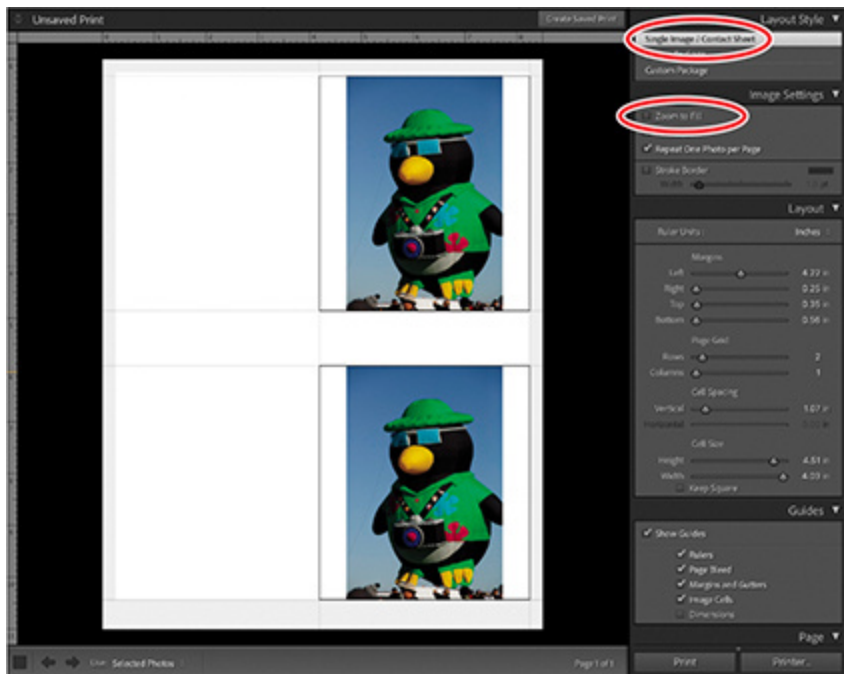 Unsaved Print
Create Saved Print
Layout Style
Single Image / Contact Sheet
Custom Package
Image Settings
Zoom to Fill
Repeat One Photo per Page
Stroke Border
Width
pt
Layout
Ruler Units :
Inches
Margins
Left 4.22 in
Right 0.25 in
Top 0.35 in
Bottom 0.56 in
Page Grid
Rows 2
Columns 1
Cell Spacing
Vertical 1.07 in
Horizontal
Cell Size
Height 4.51 in
Width 4.03 in
Keep Square
Guides
Show Guides
Rulers
Page Bleed
Margins and Gutters
Image Cells
Dimensions
Page
Use: Selected Photos
Page 1 of 1
Print
Printer...